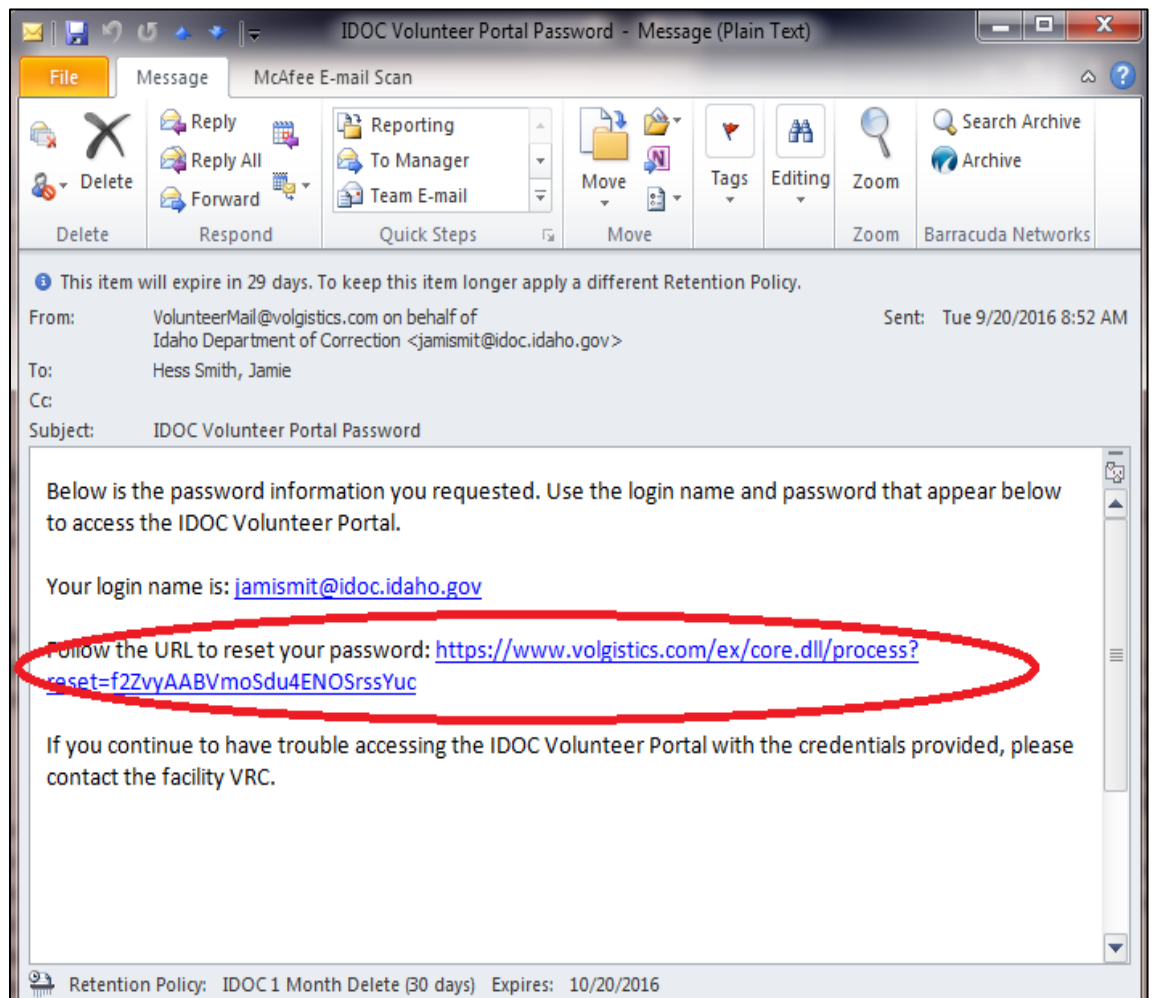 IDOC Volunteer Portal Password - Message (Plain Text)
File Message McAfee E-mail Scan
Delete
Reply
Reply All
Forward
Reporting
To Manager
Team E-mail
Move
Tags
Editing
Zoom
Search Archive
Archive
Delete Respond Quick Steps Move Zoom Barracuda Networks
This item will expire in 29 days. To keep this item longer apply a different Retention Policy.
From: VolunteerMail@volgistics.com on behalf of Sent: Tue 9/20/2016 8:52 AM
Idaho Department of Correction <jamismit@idoc.idaho.gov>
To: Hess Smith, Jamie
Cc:
Subject: IDOC Volunteer Portal Password
Below is the password information you requested. Use the login name and password that appear below
to access the IDOC Volunteer Portal.
Your login name is: jamismit@idoc.idaho.gov
Follow the URL to reset your password: https://www.volgistics.com/ex/core.dll/process?
reset=f2ZvyAABVmoSdu4ENOSrssYuc
If you continue to have trouble accessing the IDOC Volunteer Portal with the credentials provided, please
contact the facility VRC.
Retention Policy: IDOC 1 Month Delete (30 days) Expires: 10/20/2016